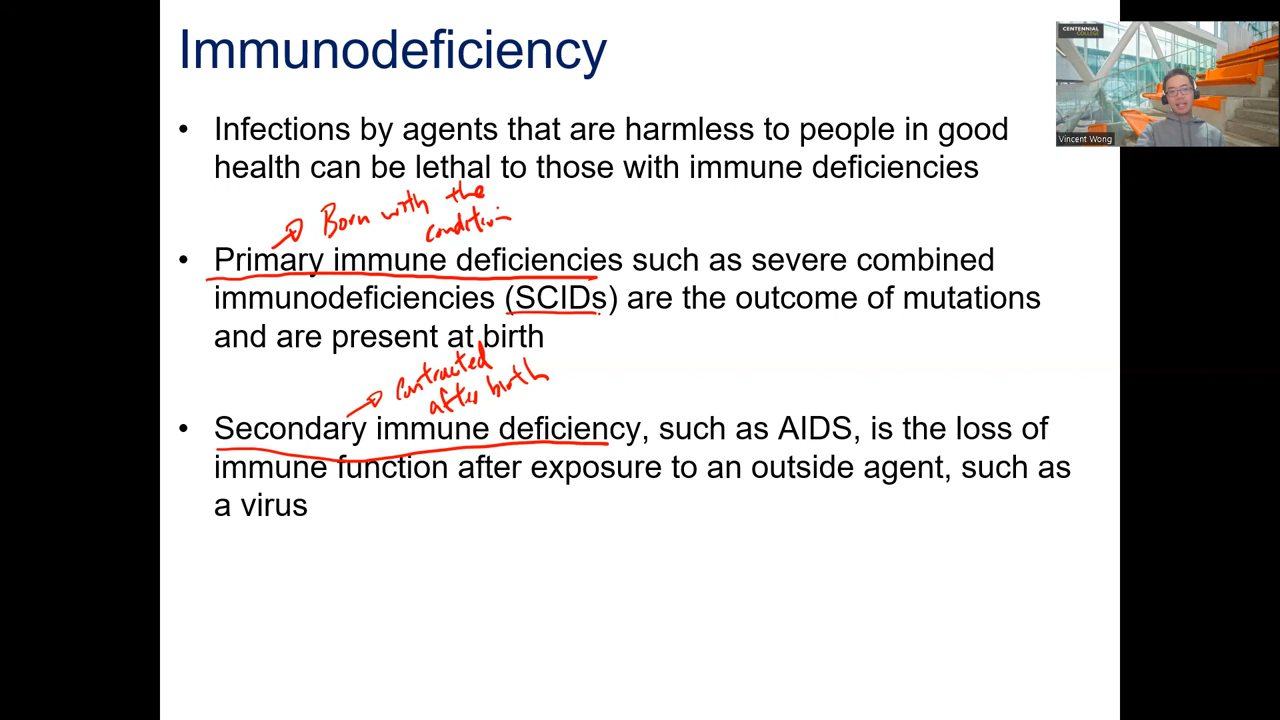 Immunodeficiency
CENTENNIAL
COLLEGE
Vincent Wong
• Infections by agents that are harmless to people in good
health can be lethal to those with immune deficiencies
Born with the
condition
• Primary immune deficiencies such as severe combined
immunodeficiencies (SCIDs) are the outcome of mutations
and are present at birth
contracted
after birth
• Secondary immune deficiency, such as AIDS, is the loss of
immune function after exposure to an outside agent, such as
a virus